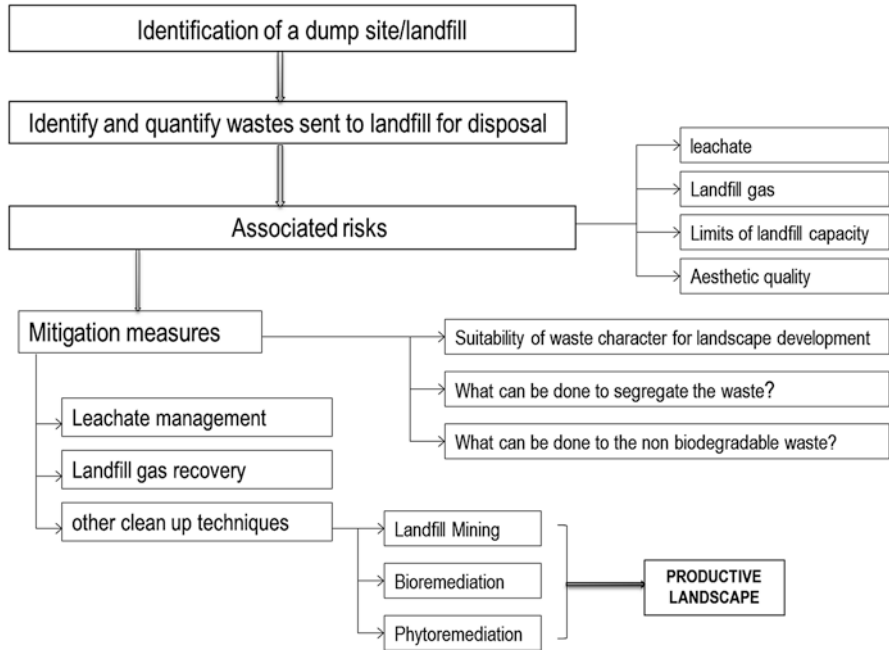 Identification of a dump site/landfill
Identify and quantify wastes sent to landfill for disposal
Associated risks
leachate
Landfill gas
Limits of landfill capacity
Aesthetic quality
Mitigation measures
Suitability of waste character for landscape development
What can be done to segregate the waste?
What can be done to the non biodegradable waste?
Leachate management
Landfill gas recovery
other clean up techniques
Landfill Mining
Bioremediation
Phytoremediation
PRODUCTIVE
LANDSCAPE